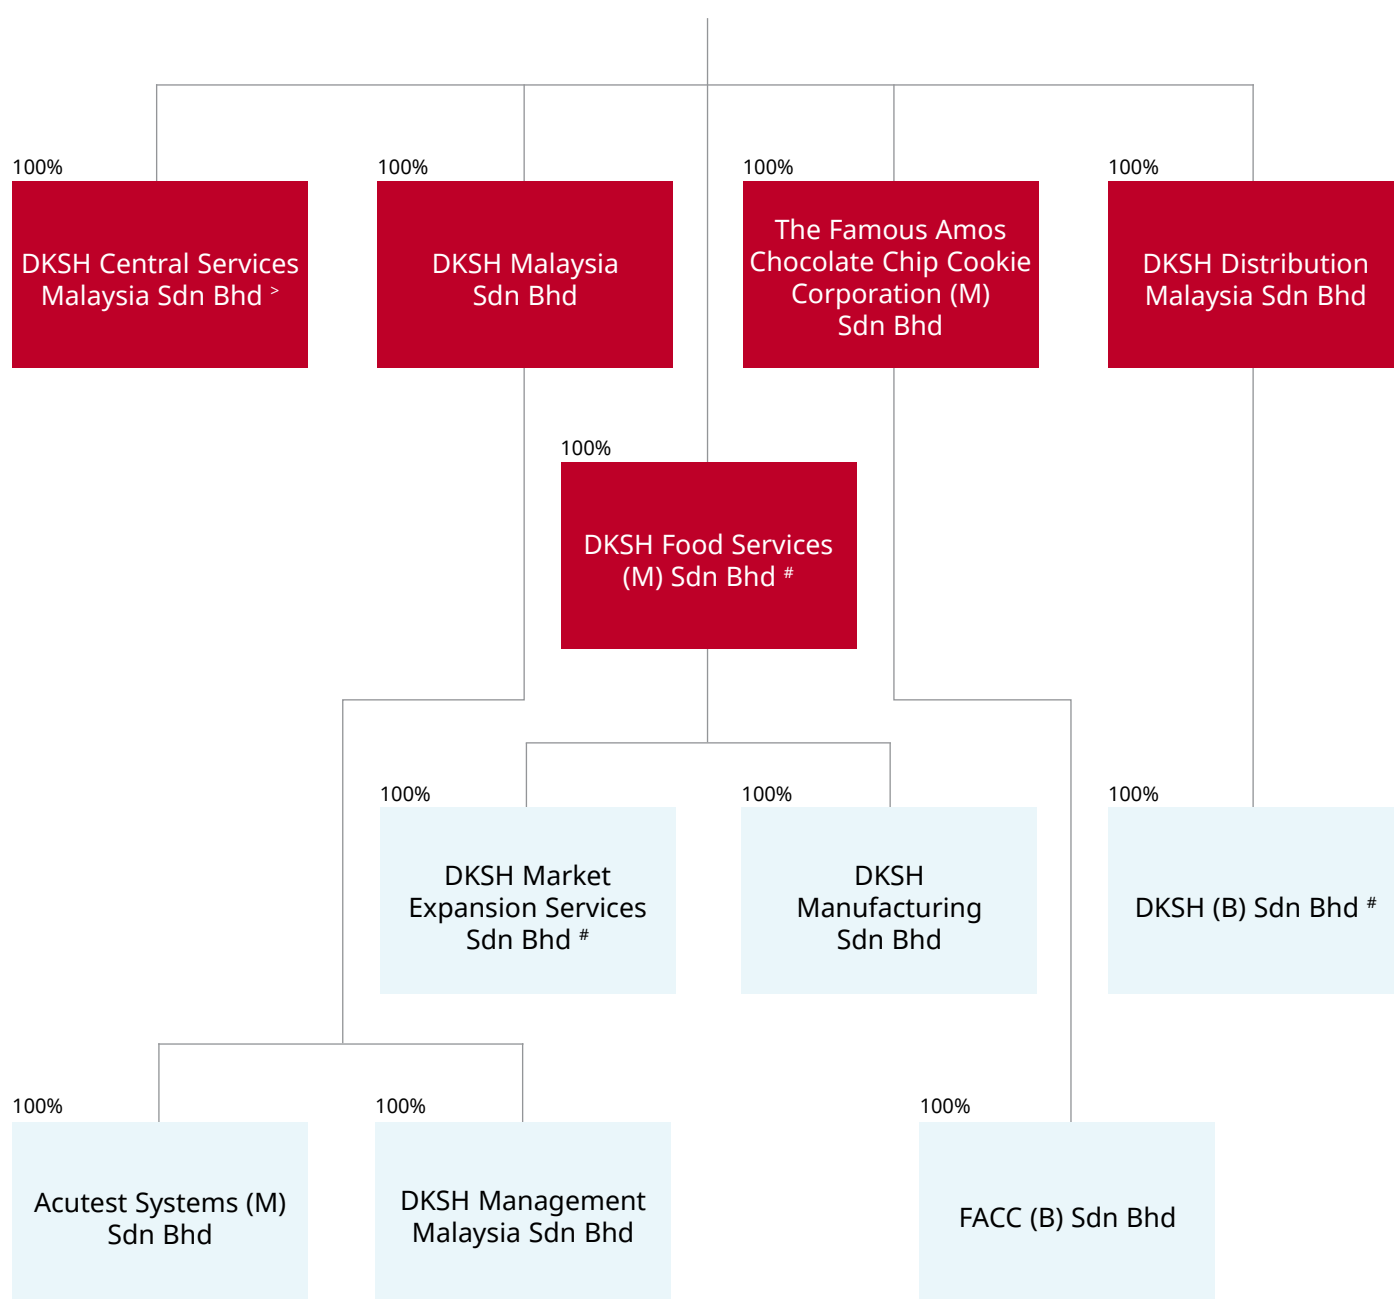 100%
DKSH Central Services
Malaysia Sdn Bhd >
100%
DKSH Malaysia
Sdn Bhd
100%
The Famous Amos
Chocolate Chip Cookie
Corporation (M)
Sdn Bhd
100%
DKSH Distribution
Malaysia Sdn Bhd
100%
DKSH Food Services
(M) Sdn Bhd #
100%
DKSH Market
Expansion Services
Sdn Bhd #
100%
DKSH
Manufacturing
Sdn Bhd
100%
DKSH (B) Sdn Bhd #
100%
Acutest Systems (M)
Sdn Bhd
100%
DKSH Management
Malaysia Sdn Bhd
100%
FACC (B) Sdn Bhd